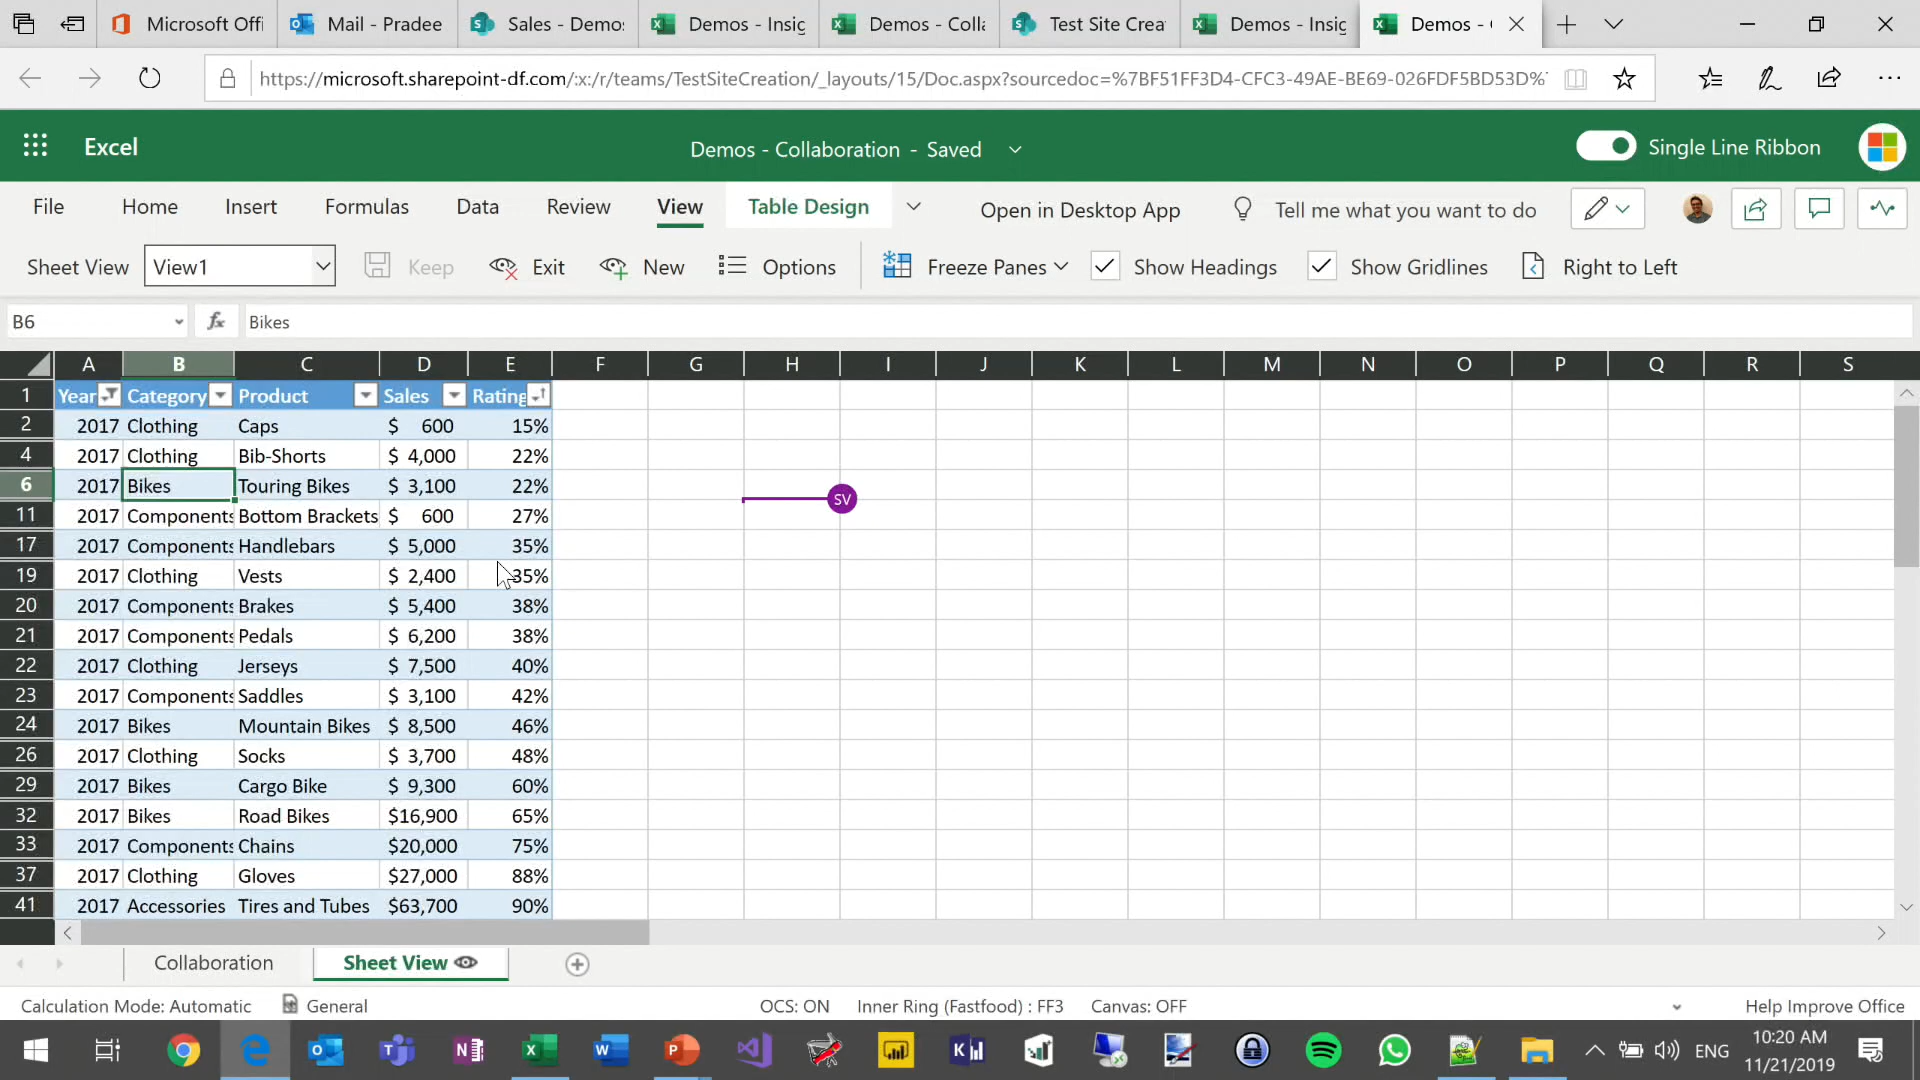 Microsoft Offi Mail - Pradee Sales - Demo: Demos - Insig Demos - Colla Test Site Crea Demos - Insig Demos -
https://microsoft.sharepoint-df.com/:x:/r/teams/TestSiteCreation/_layouts/15/Doc.aspx?sourcedoc=%7BF51FF3D4-CFC3-49AE-BE69-026FDF5BD53D%
Excel Demos - Collaboration - Saved Single Line Ribbon
File Home Insert Formulas Data Review View Table Design Open in Desktop App Tell me what you want to do
Sheet View View1 Keep Exit New Options Freeze Panes Show Headings Show Gridlines Right to Left
B6 fx Bikes
A B C D E F G H I J K L M N O P Q R S
1 Year Category Product Sales Rating
2 2017 Clothing Caps $ 600 15%
4 2017 Clothing Bib-Shorts $ 4,000 22%
6 2017 Bikes Touring Bikes $ 3,100 22%
SV
11 2017 Components Bottom Brackets $ 600 27%
17 2017 Components Handlebars $ 5,000 35%
19 2017 Clothing Vests $ 2,400 35%
20 2017 Components Brakes $ 5,400 38%
21 2017 Components Pedals $ 6,200 38%
22 2017 Clothing Jerseys $ 7,500 40%
23 2017 Components Saddles $ 3,100 42%
24 2017 Bikes Mountain Bikes $ 8,500 46%
26 2017 Clothing Socks $ 3,700 48%
29 2017 Bikes Cargo Bike $ 9,300 60%
32 2017 Bikes Road Bikes $16,900 65%
33 2017 Components Chains $20,000 75%
37 2017 Clothing Gloves $27,000 88%
41 2017 Accessories Tires and Tubes $63,700 90%
Collaboration Sheet View
Calculation Mode: Automatic General OCS: ON Inner Ring (Fastfood) : FF3 Canvas: OFF Help Improve Office
ENG 10:20 AM
11/21/2019